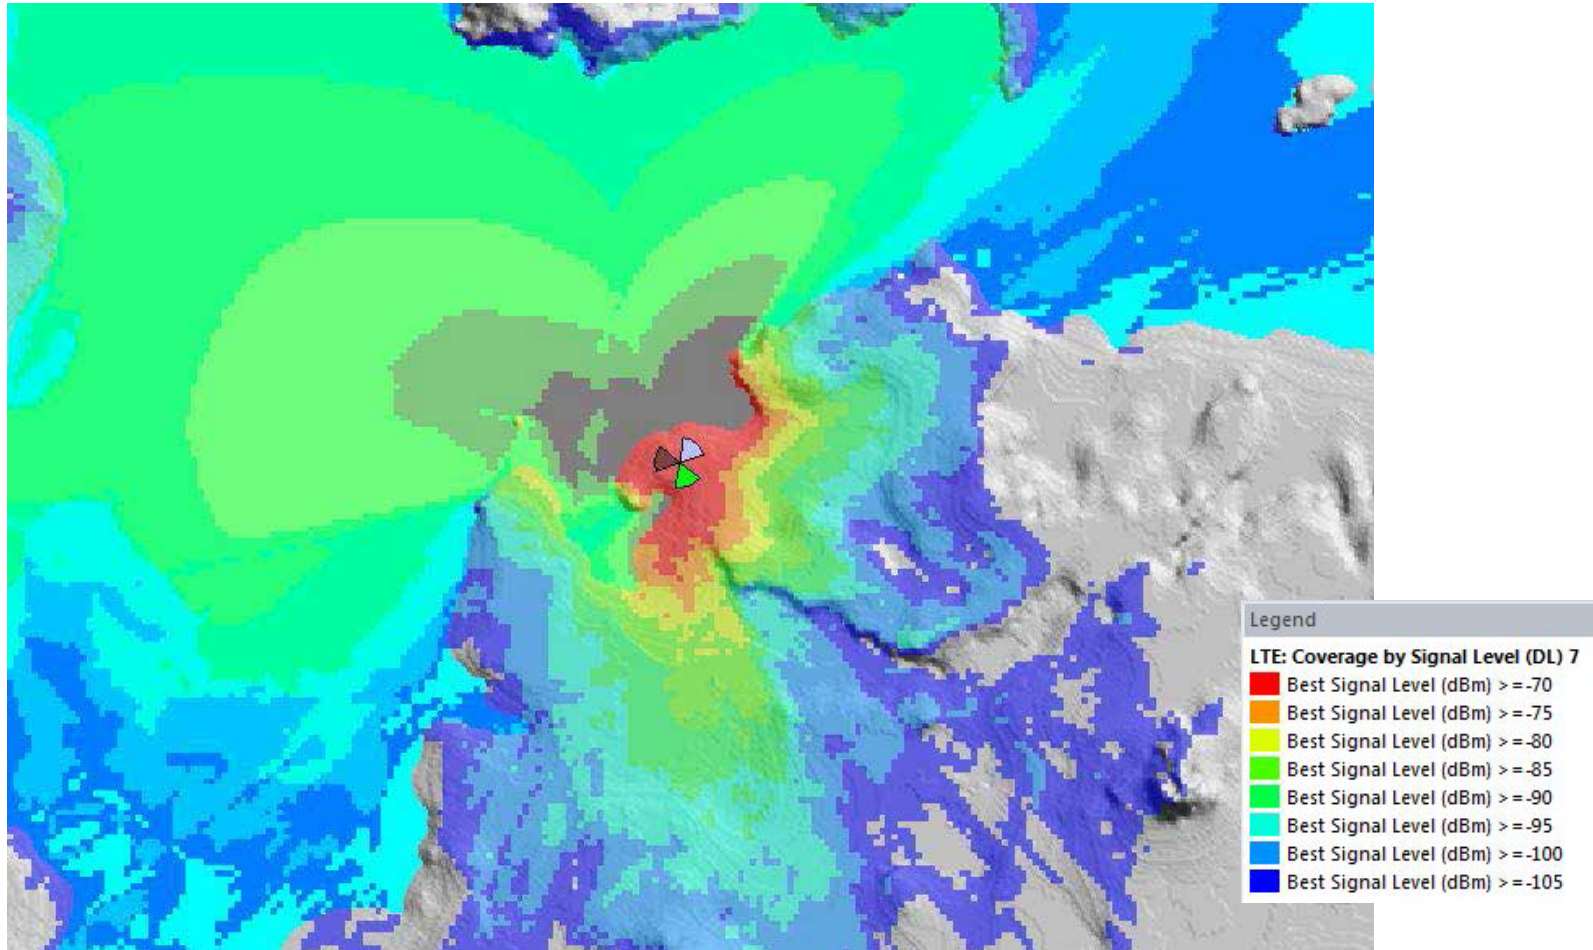 Legend
LTE: Coverage by Signal Level (DL) 7
Best Signal Level (dBm) >=-70
Best Signal Level (dBm) >=-75
Best Signal Level (dBm) >=-80
Best Signal Level (dBm) >=-85
Best Signal Level (dBm) >=-90
Best Signal Level (dBm) >=-95
Best Signal Level (dBm) >=-100
Best Signal Level (dBm) >=-105